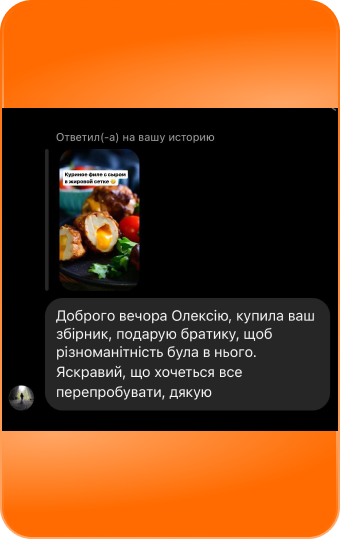 Ответил(-а) на вашу историю
Куриное филе с сыром
в жировой сетке 😋
Доброго вечора Олексію, купила ваш
збірник, подарую братику, щоб
різноманітність була в нього.
Яскравий, що хочеться все
перепробувати, дякую